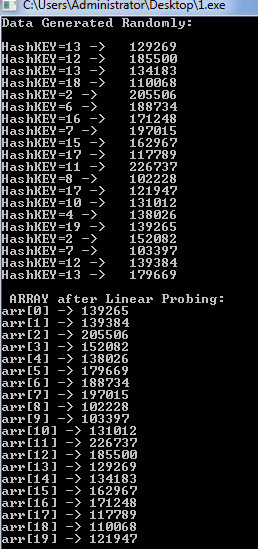 C:\Users\Administrator\Desktop\1.exe
Data Generated Randomly:
HashKEY=13 -> 129269
HashKEY=12 -> 185500
HashKEY=13 -> 134183
HashKEY=18 -> 110068
HashKEY=2 -> 205506
HashKEY=6 -> 188734
HashKEY=16 -> 171248
HashKEY=7 -> 197015
HashKEY=15 -> 162967
HashKEY=17 -> 117789
HashKEY=11 -> 226737
HashKEY=8 -> 102228
HashKEY=17 -> 121947
HashKEY=10 -> 131012
HashKEY=4 -> 138026
HashKEY=19 -> 139265
HashKEY=2 -> 152082
HashKEY=7 -> 103397
HashKEY=12 -> 139384
HashKEY=13 -> 179669
ARRAY after Linear Probing:
arr[0] -> 139265
arr[1] -> 139384
arr[2] -> 205506
arr[3] -> 152082
arr[4] -> 138026
arr[5] -> 179669
arr[6] -> 188734
arr[7] -> 197015
arr[8] -> 102228
arr[9] -> 103397
arr[10] -> 131012
arr[11] -> 226737
arr[12] -> 185500
arr[13] -> 129269
arr[14] -> 134183
arr[15] -> 162967
arr[16] -> 171248
arr[17] -> 117789
arr[18] -> 110068
arr[19] -> 121947